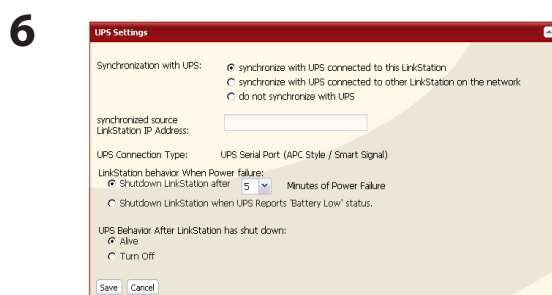 6
UPS Settings
Synchronization with UPS:
synchronize with UPS connected to this LinkStation
synchronize with UPS connected to other LinkStation on the network
do not synchronize with UPS
synchronized source
LinkStation IP Address:
UPS Connection Type: UPS Serial Port (APC Style / Smart Signal)
LinkStation behavior When Power failure:
Shutdown LinkStation after 5 Minutes of Power Failure
Shutdown LinkStation when UPS Reports 'Battery Low' status.
UPS Behavior After LinkStation has shut down:
Alive
Turn Off
Save Cancel